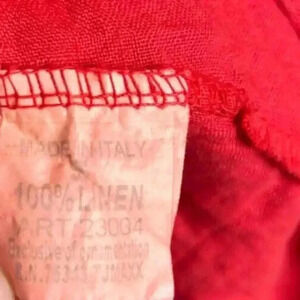 MADE IN ITALY
100% LINEN
ART. 23004
Exclusive of ornamentation
R.N. TJMAXX